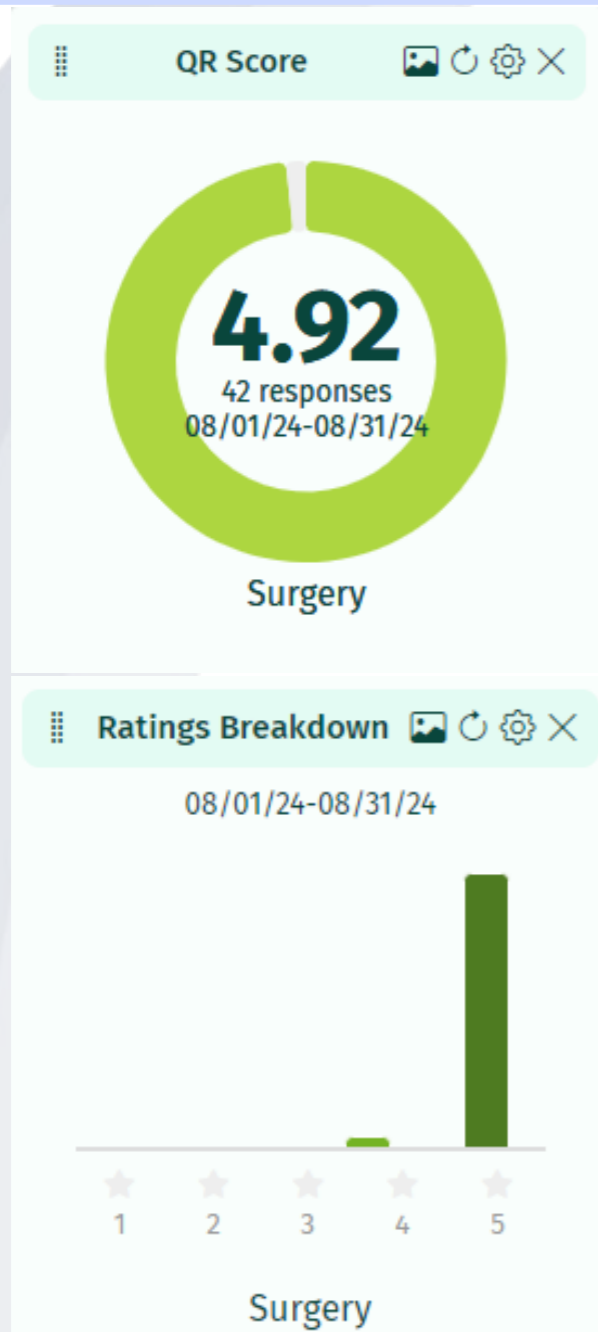 QR Score
4.92
42 responses
08/01/24-08/31/24
Surgery
Ratings Breakdown
08/01/24-08/31/24
1 2 3 4 5
Surgery